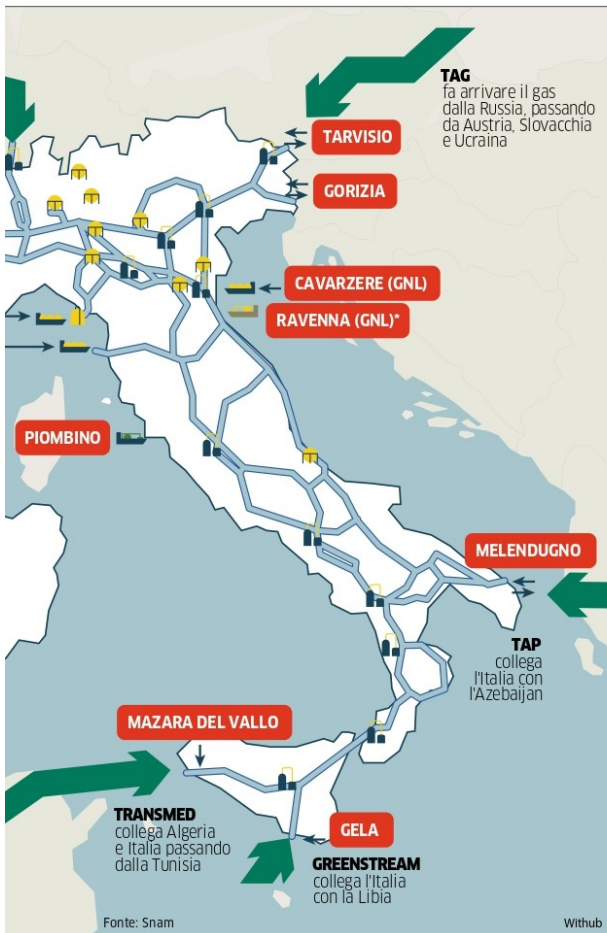 TAG
fa arrivare il gas
dalla Russia, passando
da Austria, Slovacchia
e Ucraina
TARVISIO
GORIZIA
CAVARZERE (GNL)
RAVENNA (GNL)*
PIOMBINO
MELENDUGNO
TAP
collega
l'Italia con
l'Azebaijan
MAZARA DEL VALLO
TRANSMED
collega Algeria
e Italia passando
dalla Tunisia
GELA
GREENSTREAM
collega l'Italia
con la Libia
Fonte: Snam
Withub